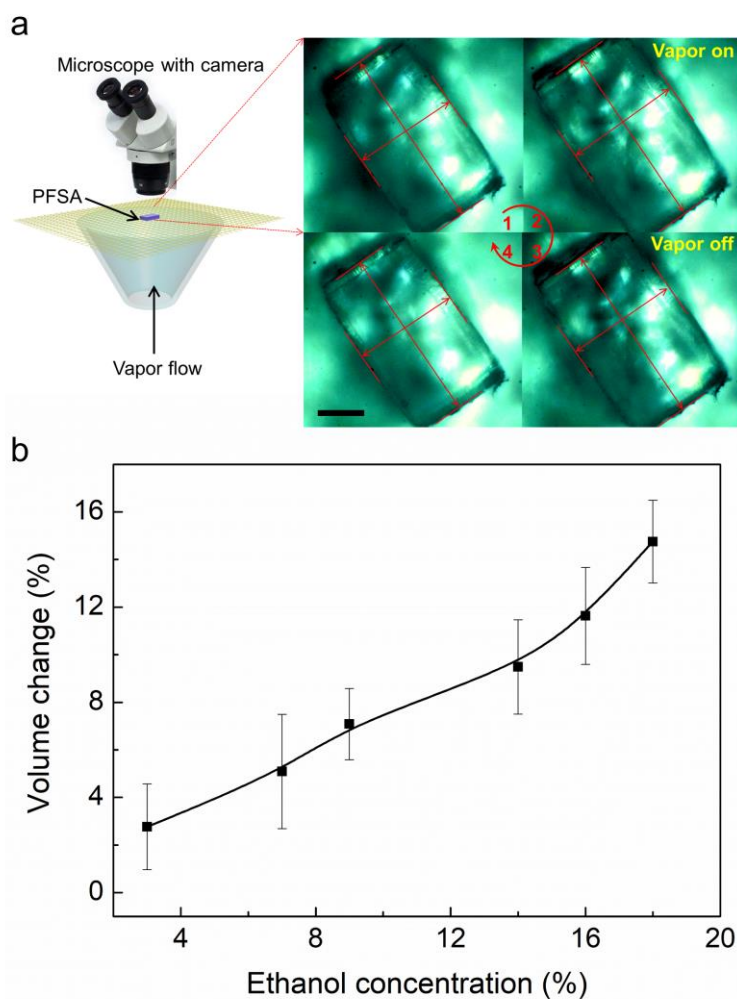 a
Microscope with camera
PFSA
Vapor flow
Vapor on
1 2
4 3
Vapor off
b
Volume change (%)
16
12
8
4
0
4 8 12 16 20
Ethanol concentration (%)